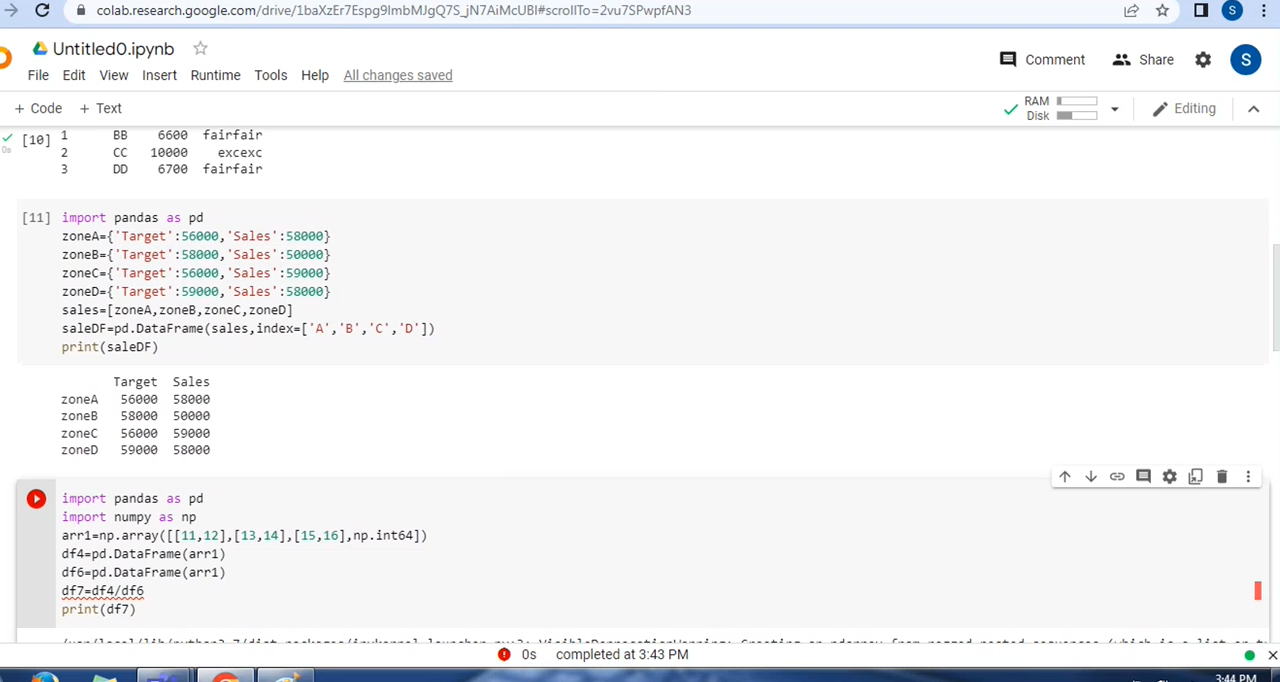 colab.research.google.com/drive/1baXzEr7Espg9lmbMJgQ7S_jN7AiMcUBl#scrollTo=2vu7SPwpfAN3
S
Untitled0.ipynb
Comment
Share
S
File Edit View Insert Runtime Tools Help All changes saved
+ Code + Text
RAM
Disk
Editing
0s
[10] 1 BB 6600 fairfair
2 CC 10000 excexc
3 DD 6700 fairfair
[11] import pandas as pd
zoneA={'Target':56000,'Sales':58000}
zoneB={'Target':58000,'Sales':50000}
zoneC={'Target':56000,'Sales':59000}
zoneD={'Target':59000,'Sales':58000}
sales=[zoneA,zoneB,zoneC,zoneD]
saleDF=pd.DataFrame(sales,index=['A','B','C','D'])
print(saleDF)
Target Sales
zoneA 56000 58000
zoneB 58000 50000
zoneC 56000 59000
zoneD 59000 58000
import pandas as pd
import numpy as np
arr1=np.array([[11,12],[13,14],[15,16],np.int64])
df4=pd.DataFrame(arr1)
df6=pd.DataFrame(arr1)
df7=df4/df6
print(df7)
0s completed at 3:43 PM
3:44 PM